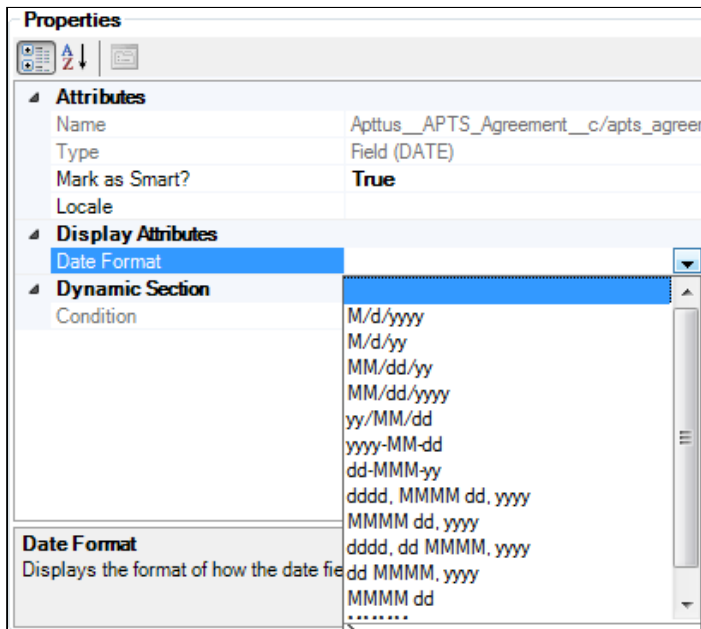 Properties
Attributes
Name Apttus__APTS_Agreement__c/apts_agreer
Type Field (DATE)
Mark as Smart? True
Locale
Display Attributes
Date Format
Dynamic Section
Condition
M/d/yyyy
M/d/yy
MM/dd/yy
MM/dd/yyyy
yy/MM/dd
yyyy-MM-dd
dd-MMM-yy
dddd, MMMM dd, yyyy
MMMM dd, yyyy
dddd, dd MMMM, yyyy
dd MMMM, yyyy
MMMM dd
Date Format
Displays the format of how the date fie